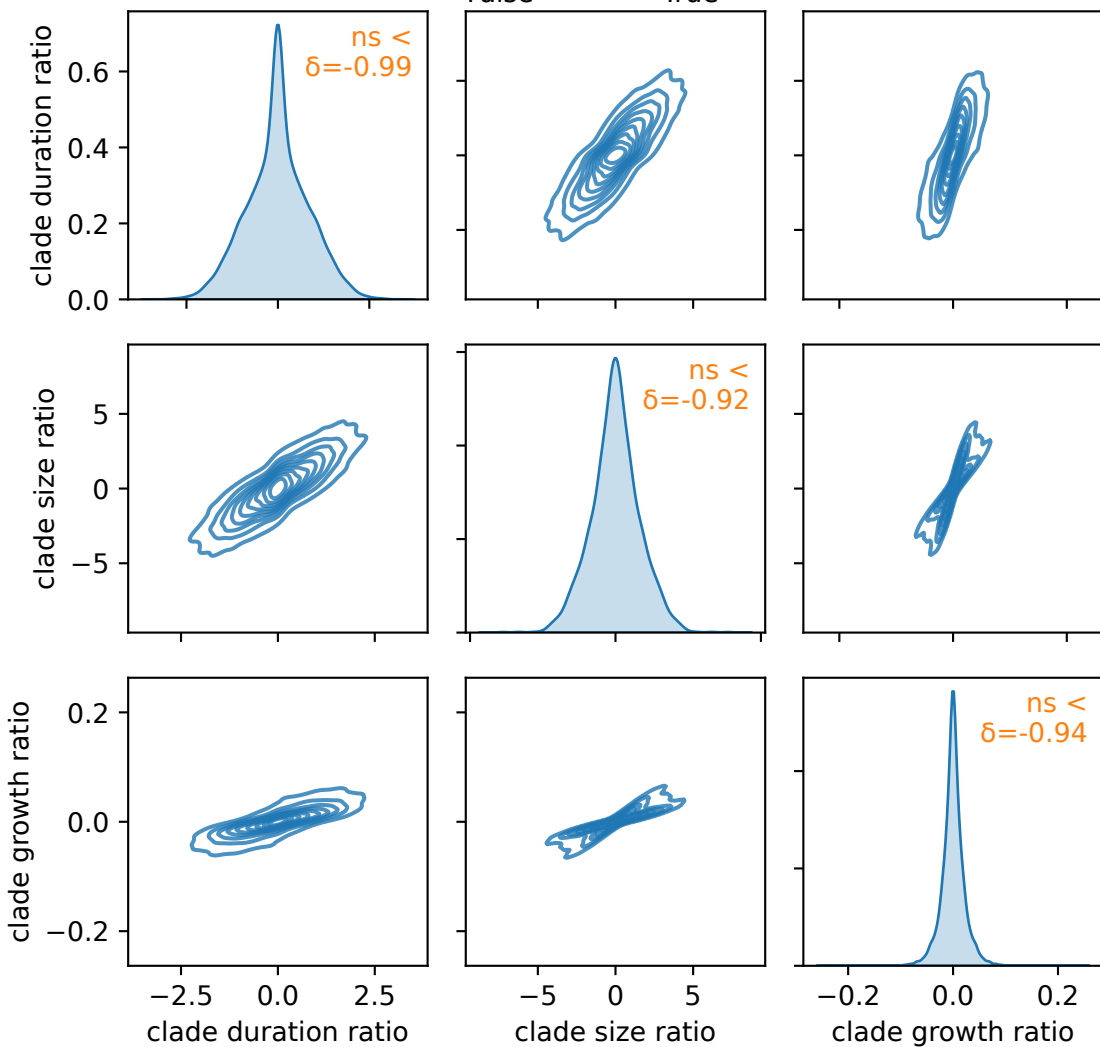 clade duration ratio
0.6
0.4
0.2
0.0
ns <
δ=-0.99
clade size ratio
5
0
−5
ns <
δ=-0.92
clade growth ratio
0.2
0.0
−0.2
ns <
δ=-0.94
−2.5 0.0 2.5
−5 0 5
−0.2 0.0 0.2
clade duration ratio
clade size ratio
clade growth ratio